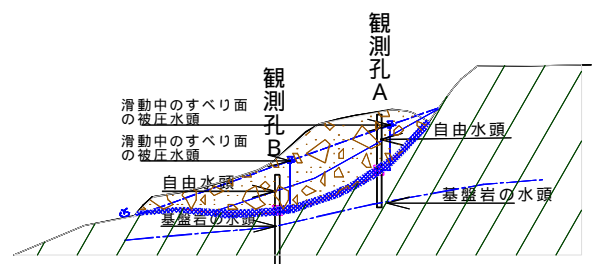 観測孔A
観測孔B
滑動中のすべり面
の被圧水頭
滑動中のすべり面
の被圧水頭
自由水頭
自由水頭
基盤岩の水頭
基盤岩の水頭